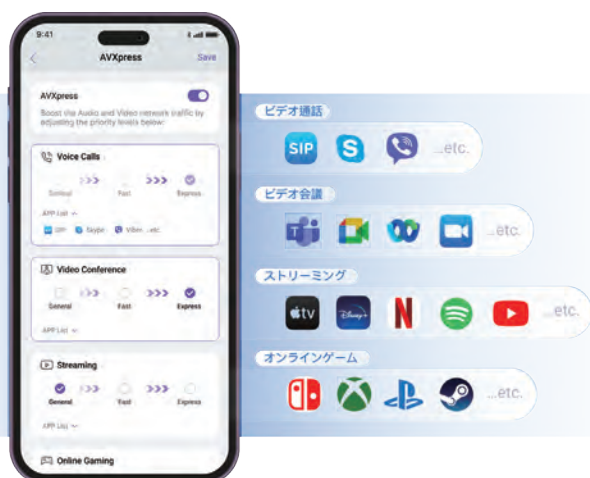 9:41
AVXpress
Save
AVXpress
Boost the Audio and Video network traffic by
adjusting the priority levels below:
Voice Calls
General
Fast
Express
APP List
SIP
Skype
Viber
...etc.
Video Conference
General
Fast
Express
APP List
Streaming
General
Fast
Express
APP List
Online Gaming
ビデオ通話
SIP
S
...etc.
ビデオ会議
T
...etc.
ストリーミング
tv
Disney+
N
...etc.
オンラインゲーム
...etc.